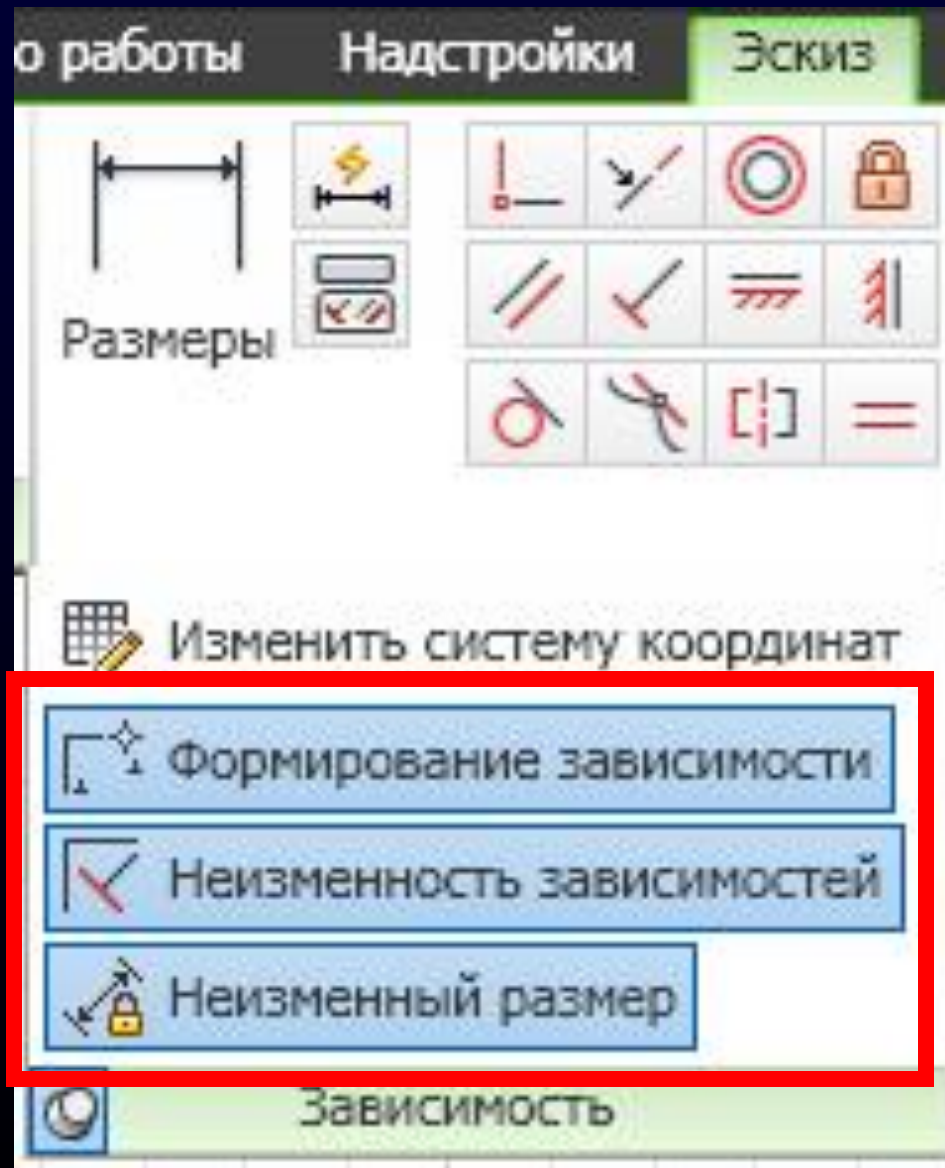 о работы Надстройки Эскиз
Размеры
Изменить систему координат
Формирование зависимости
Неизменность зависимостей
Неизменный размер
Зависимость